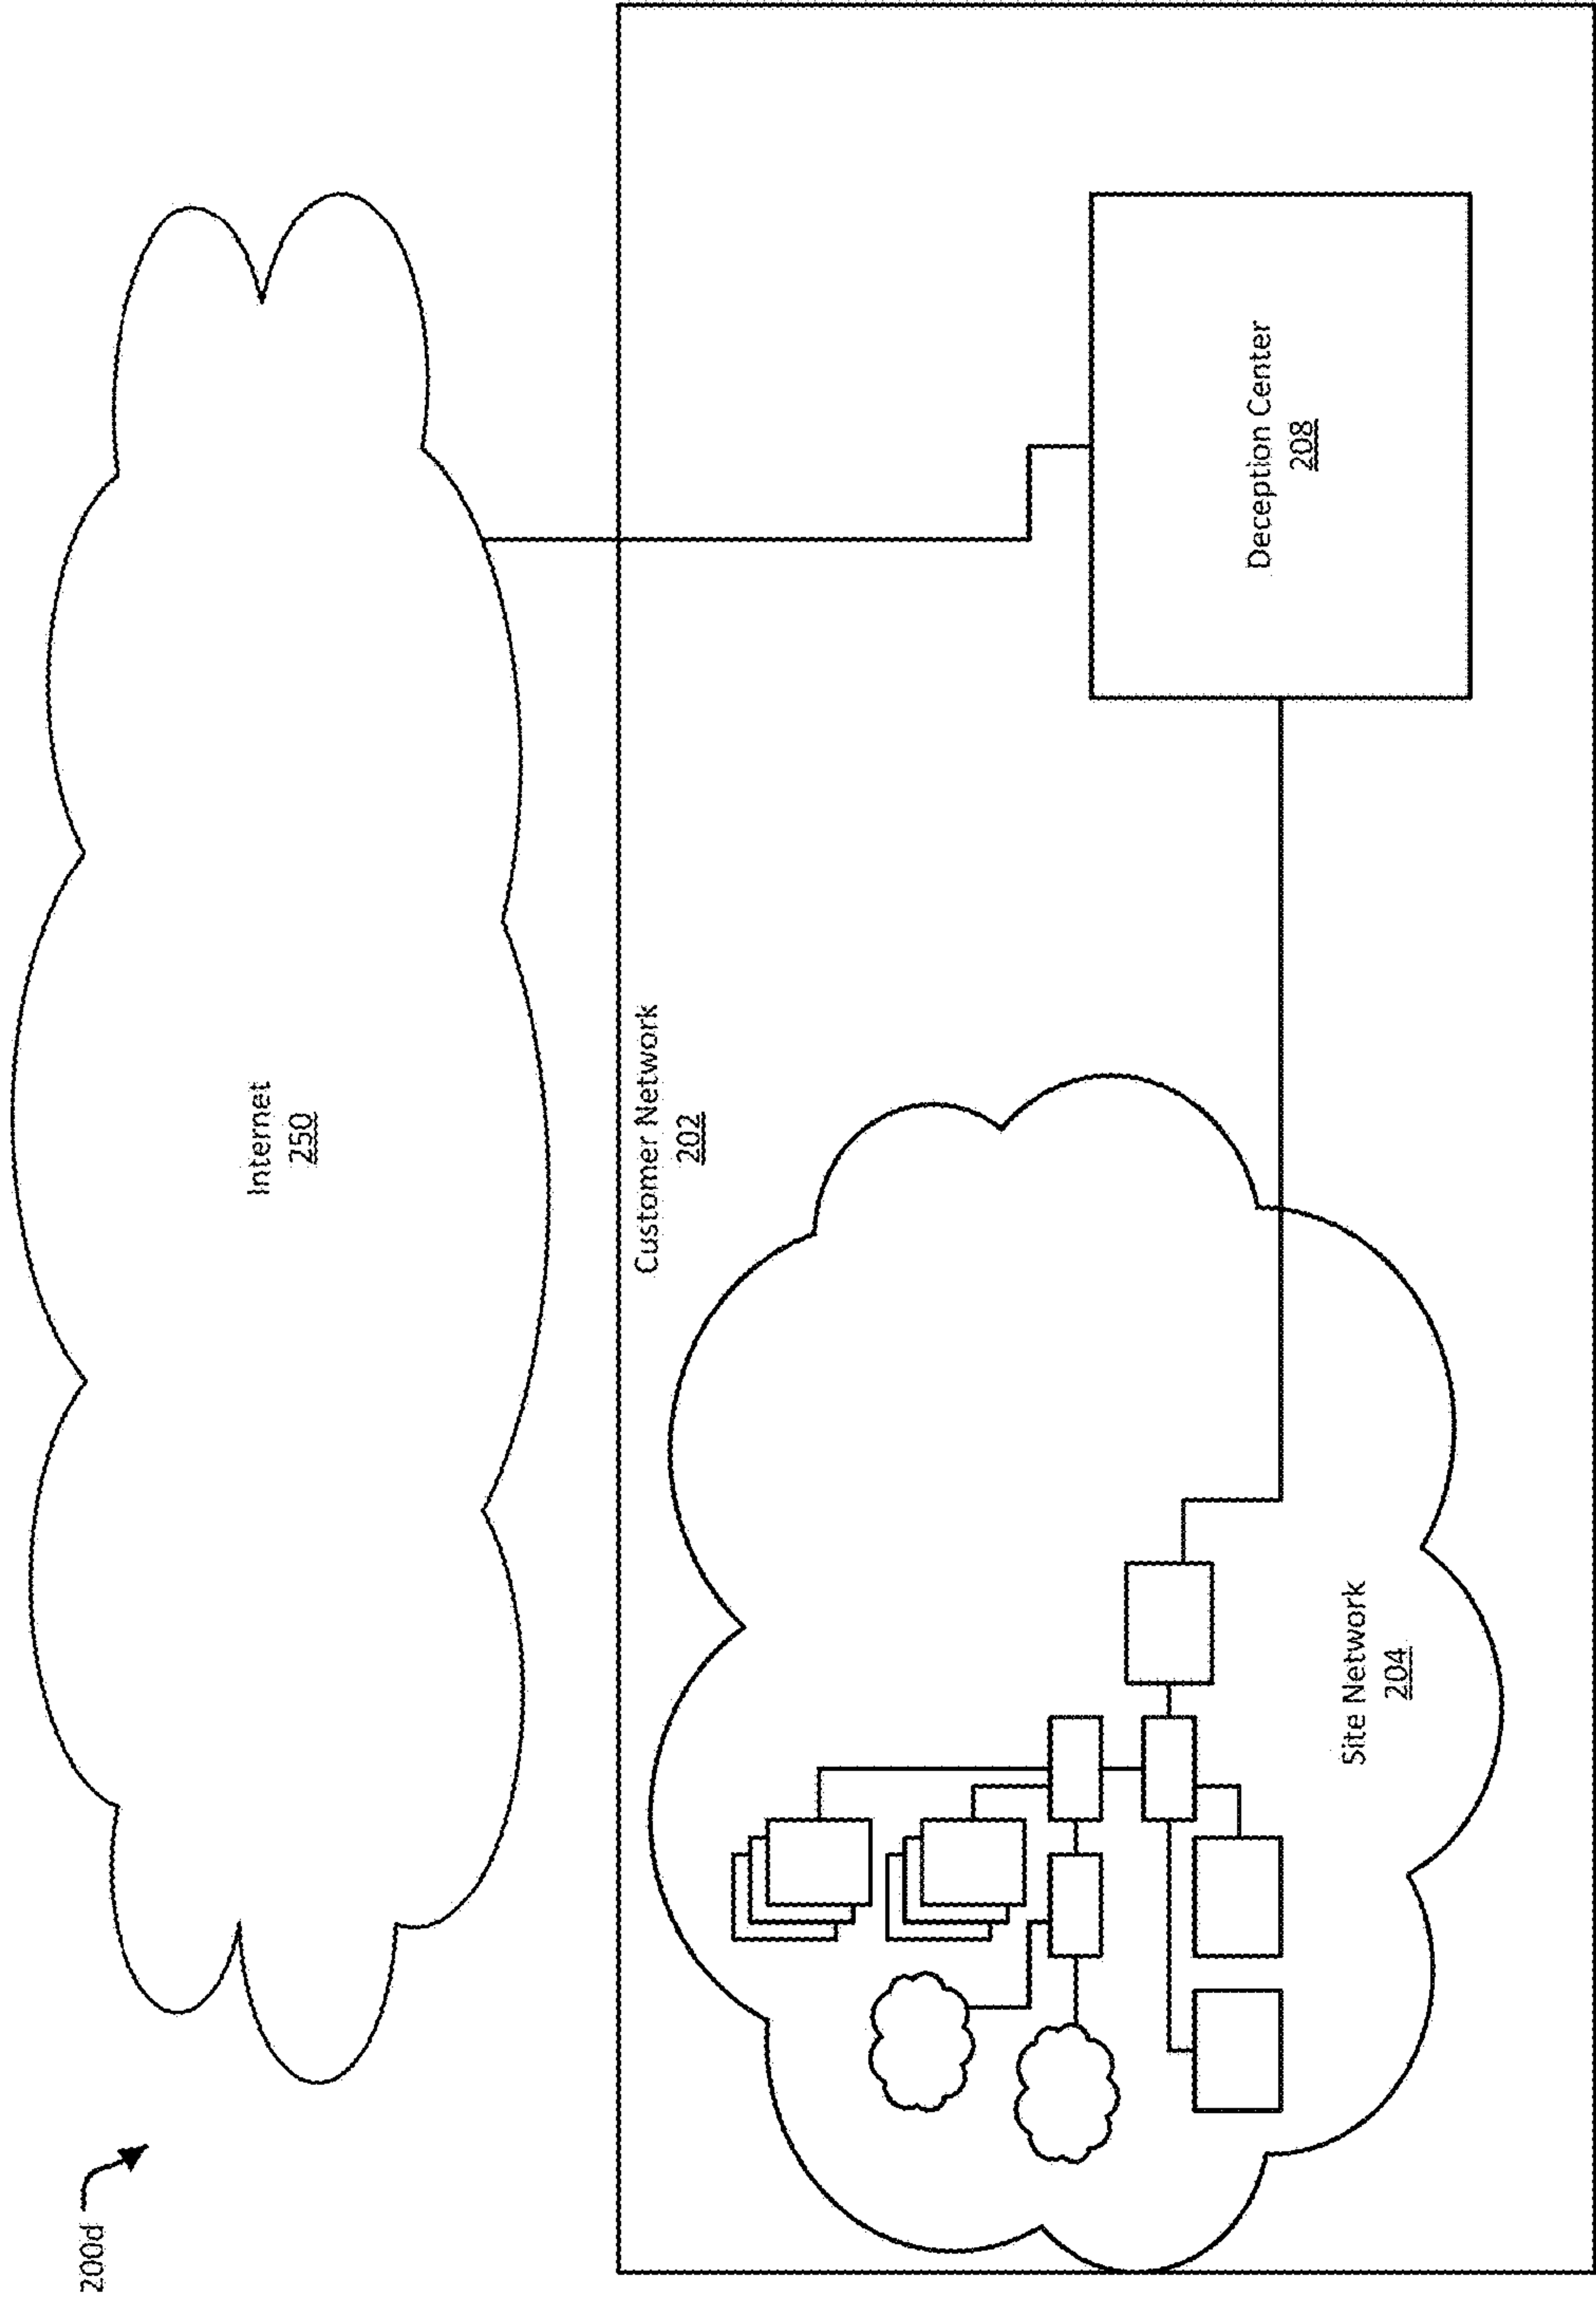 200d
Internet
250
Customer Network
202
Site Network
204
Deception Center
208